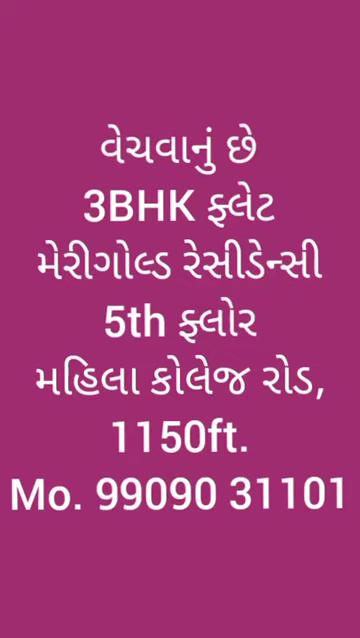 વેચવાનું છે
3BHK ફ્લેટ
મેરીગોલ્ડ રેસીડેન્સી
5th ફ્લોર
મહિલા કોલેજ રોડ,
1150ft.
Mo. 99090 31101